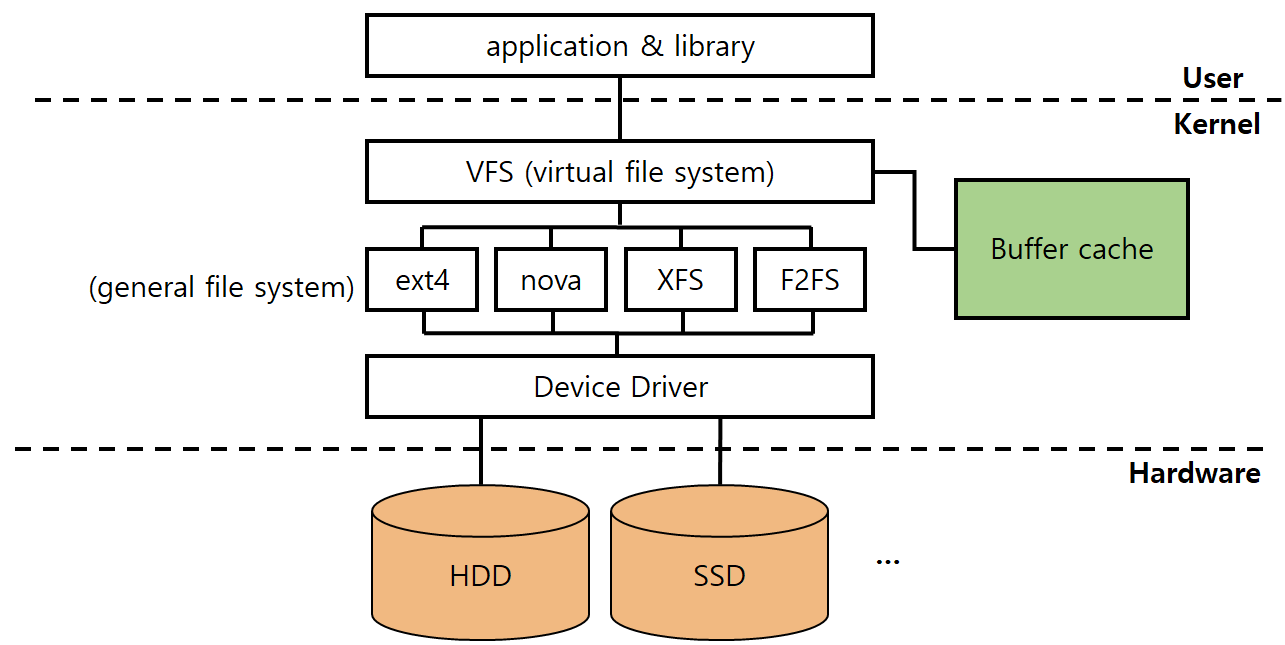 application & library
User
Kernel
VFS (virtual file system)
Buffer cache
(general file system)
ext4
nova
XFS
F2FS
Device Driver
Hardware
HDD
SSD
...